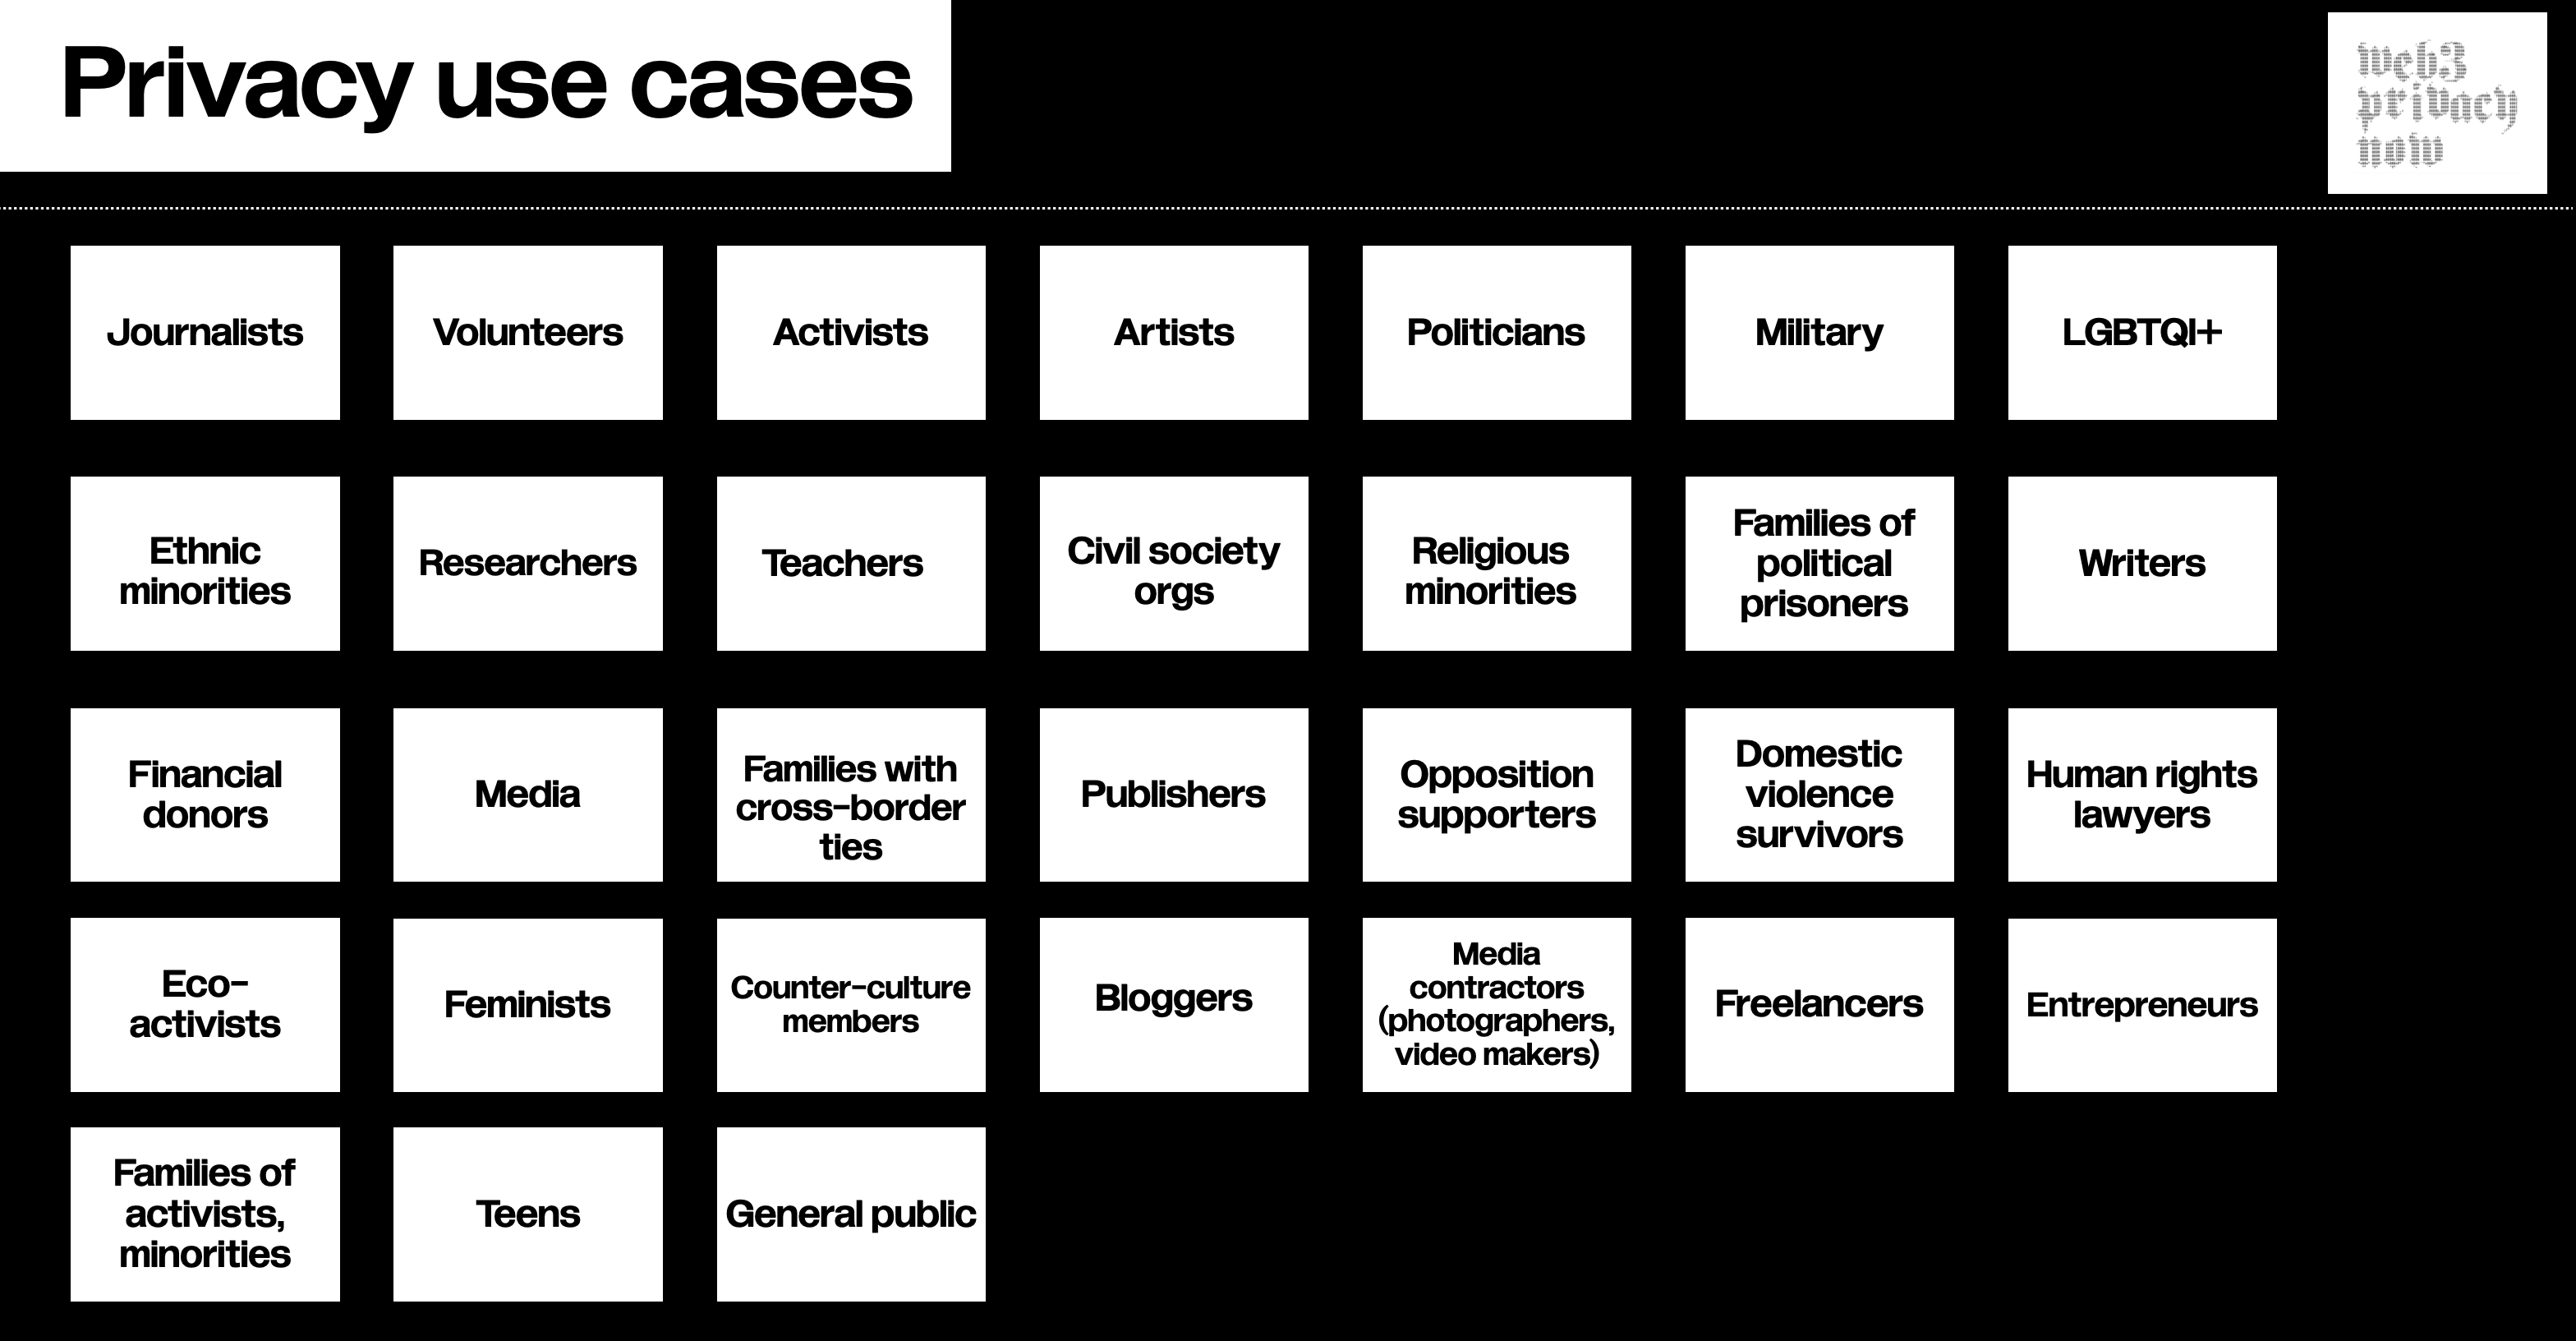 Privacy use cases
web3
privacy
now
Journalists
Volunteers
Activists
Artists
Politicians
Military
LGBTQI+
Ethnic
minorities
Researchers
Teachers
Civil society
orgs
Religious
minorities
Families of
political
prisoners
Writers
Financial
donors
Media
Families with
cross-border
ties
Publishers
Opposition
supporters
Domestic
violence
survivors
Human rights
lawyers
Eco-
activists
Feminists
Counter-culture
members
Bloggers
Media
contractors
(photographers,
video makers)
Freelancers
Entrepreneurs
Families of
activists,
minorities
Teens
General public